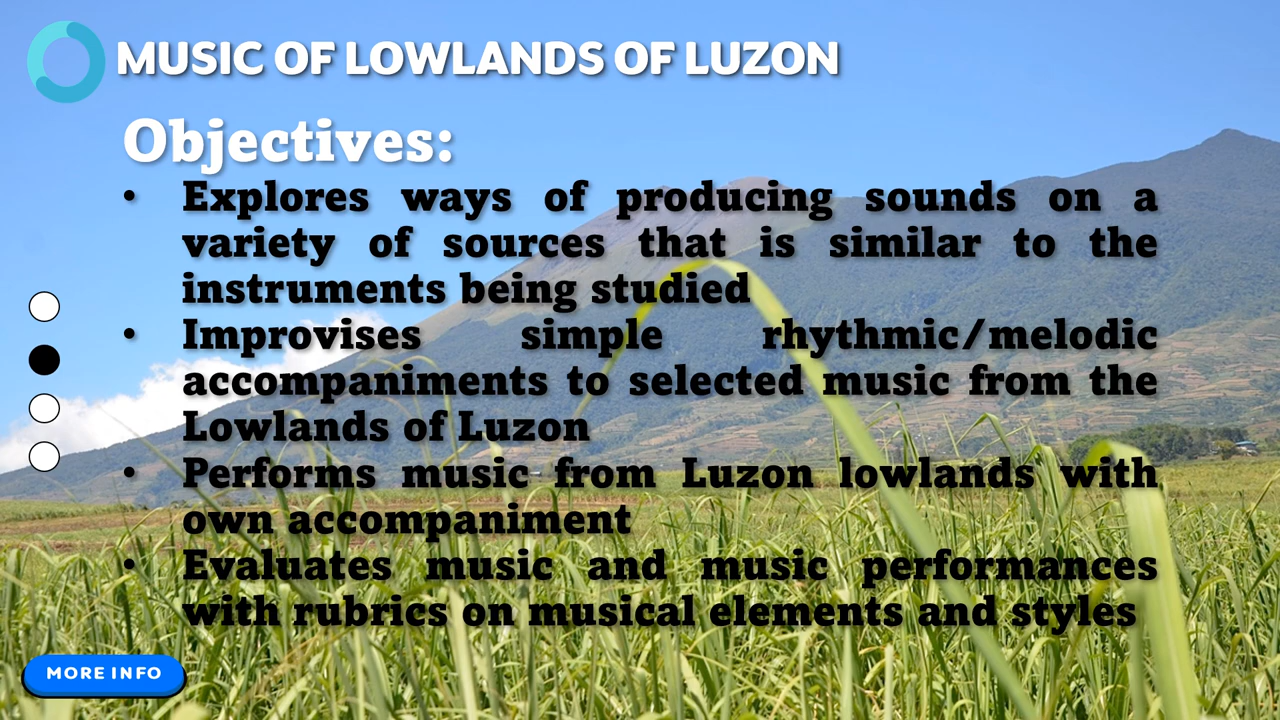 MUSIC OF LOWLANDS OF LUZON
Objectives:
• Explores ways of producing sounds on a
variety of sources that is similar to the
instruments being studied
• Improvises simple rhythmic/melodic
accompaniments to selected music from the
Lowlands of Luzon
• Performs music from Luzon lowlands with
own accompaniment
• Evaluates music and music performances
with rubrics on musical elements and styles
MORE INFO